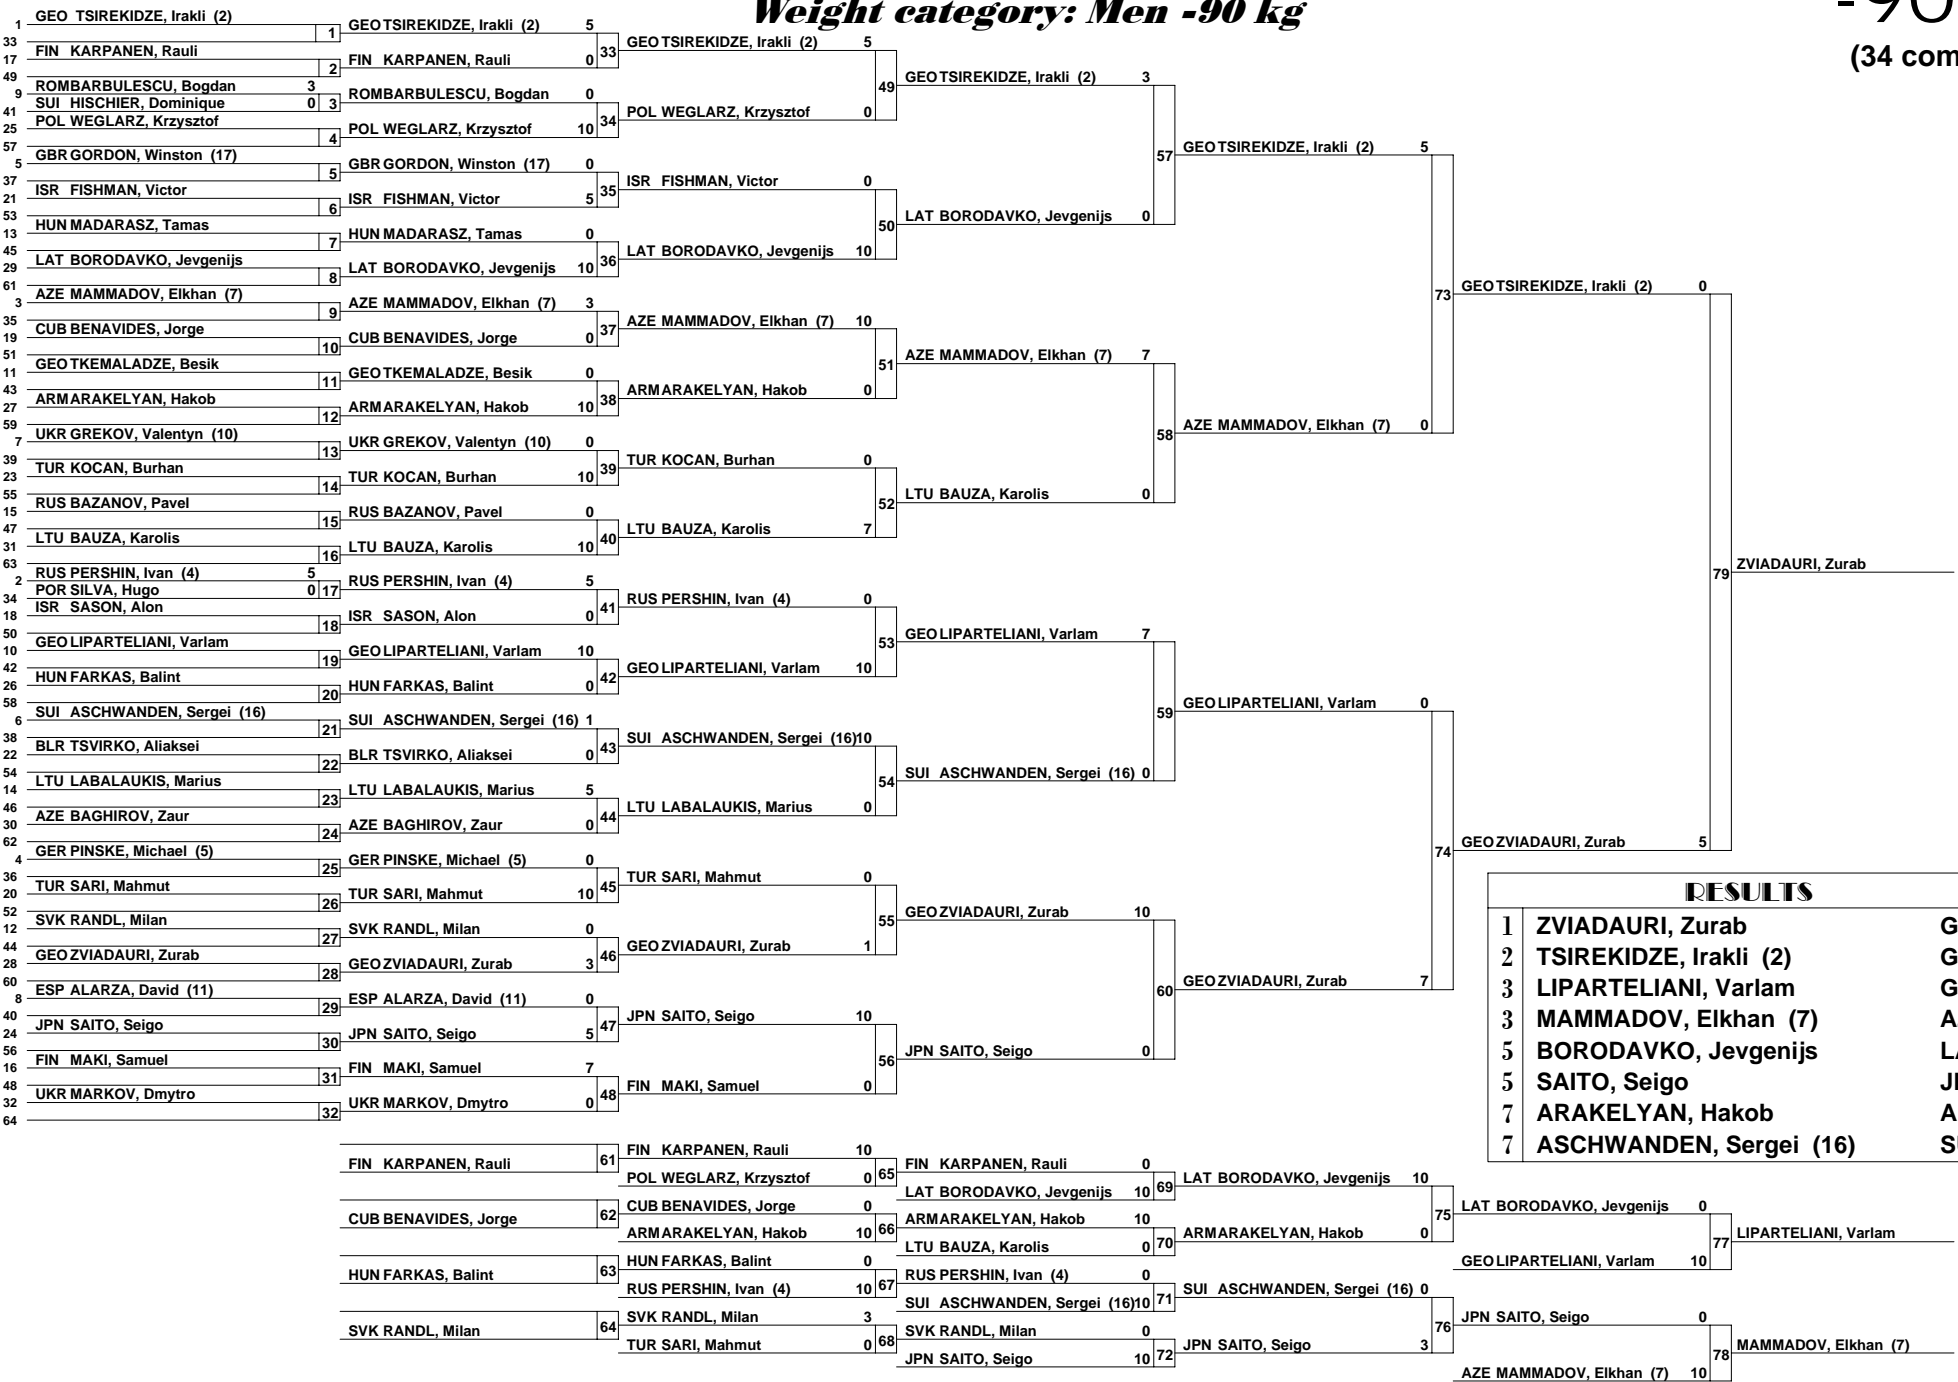 Weight category: Men -90 kg
-90
(34 com
1 GEO TSIREKIDZE, Irakli (2)
33 1
17 FIN KARPANEN, Rauli
49 2
9 ROM BARBULESCU, Bogdan 3
41 SUI HISCHIER, Dominique 0 3
25 POL WEGLARZ, Krzysztof
57 4
5 GBR GORDON, Winston (17)
37 5
21 ISR FISHMAN, Victor
53 6
13 HUN MADARASZ, Tamas
45 7
29 LAT BORODAVKO, Jevgenijs
61 8
3 AZE MAMMADOV, Elkhan (7)
35 9
19 CUB BENAVIDES, Jorge
51 10
11 GEO TKEMALADZE, Besik
43 11
27 ARM ARAKELYAN, Hakob
59 12
7 UKR GREKOV, Valentyn (10)
39 13
23 TUR KOCAN, Burhan
55 14
15 RUS BAZANOV, Pavel
47 15
31 LTU BAUZA, Karolis
63 16
2 RUS PERSHIN, Ivan (4) 5
34 POR SILVA, Hugo 0 17
18 ISR SASON, Alon
50 18
10 GEO LIPARTELIANI, Varlam
42 19
26 HUN FARKAS, Balint
58 20
6 SUI ASCHWANDEN, Sergei (16)
38 21
22 BLR TSVIRKO, Aliaksei
54 22
14 LTU LABALAUKIS, Marius
46 23
30 AZE BAGHIROV, Zaur
62 24
4 GER PINSKE, Michael (5)
36 25
20 TUR SARI, Mahmut
52 26
12 SVK RANDL, Milan
44 27
28 GEO ZVIADAURI, Zurab
60 28
8 ESP ALARZA, David (11)
40 29
24 JPN SAITO, Seigo
56 30
16 FIN MAKI, Samuel
48 31
32 UKR MARKOV, Dmytro
64 32
GEO TSIREKIDZE, Irakli (2) 5
FIN KARPANEN, Rauli 0 33
ROM BARBULESCU, Bogdan 0
POL WEGLARZ, Krzysztof 10 34
GBR GORDON, Winston (17) 0
ISR FISHMAN, Victor 5 35
HUN MADARASZ, Tamas 0
LAT BORODAVKO, Jevgenijs 10 36
AZE MAMMADOV, Elkhan (7) 3
CUB BENAVIDES, Jorge 0 37
GEO TKEMALADZE, Besik 0
ARM ARAKELYAN, Hakob 10 38
UKR GREKOV, Valentyn (10) 0
TUR KOCAN, Burhan 10 39
RUS BAZANOV, Pavel 0
LTU BAUZA, Karolis 10 40
RUS PERSHIN, Ivan (4) 5
ISR SASON, Alon 0 41
GEO LIPARTELIANI, Varlam 10
HUN FARKAS, Balint 0 42
SUI ASCHWANDEN, Sergei (16) 1
BLR TSVIRKO, Aliaksei 0 43
LTU LABALAUKIS, Marius 5
AZE BAGHIROV, Zaur 0 44
GER PINSKE, Michael (5) 0
TUR SARI, Mahmut 10 45
SVK RANDL, Milan 0
GEO ZVIADAURI, Zurab 3 46
ESP ALARZA, David (11) 0
JPN SAITO, Seigo 5 47
FIN MAKI, Samuel 7
UKR MARKOV, Dmytro 0 48
GEO TSIREKIDZE, Irakli (2) 5
POL WEGLARZ, Krzysztof 0 49
ISR FISHMAN, Victor 0
LAT BORODAVKO, Jevgenijs 10 50
AZE MAMMADOV, Elkhan (7) 10
ARM ARAKELYAN, Hakob 0 51
TUR KOCAN, Burhan 0
LTU BAUZA, Karolis 7 52
RUS PERSHIN, Ivan (4) 0
GEO LIPARTELIANI, Varlam 10 53
SUI ASCHWANDEN, Sergei (16) 10
LTU LABALAUKIS, Marius 0 54
TUR SARI, Mahmut 0
GEO ZVIADAURI, Zurab 1 55
JPN SAITO, Seigo 10
FIN MAKI, Samuel 0 56
GEO TSIREKIDZE, Irakli (2) 3
LAT BORODAVKO, Jevgenijs 0 57
AZE MAMMADOV, Elkhan (7) 7
LTU BAUZA, Karolis 0 58
GEO LIPARTELIANI, Varlam 7
SUI ASCHWANDEN, Sergei (16) 0 59
GEO ZVIADAURI, Zurab 10
JPN SAITO, Seigo 0 60
GEO TSIREKIDZE, Irakli (2) 5
AZE MAMMADOV, Elkhan (7) 0 73
GEO LIPARTELIANI, Varlam 0
GEO ZVIADAURI, Zurab 7 74
GEO TSIREKIDZE, Irakli (2) 0
GEO ZVIADAURI, Zurab 5 79
ZVIADAURI, Zurab
RESULTS
1 ZVIADAURI, Zurab G
2 TSIREKIDZE, Irakli (2) G
3 LIPARTELIANI, Varlam G
3 MAMMADOV, Elkhan (7) A
5 BORODAVKO, Jevgenijs LA
5 SAITO, Seigo J
7 ARAKELYAN, Hakob A
7 ASCHWANDEN, Sergei (16) SU
FIN KARPANEN, Rauli 61
CUB BENAVIDES, Jorge 62
HUN FARKAS, Balint 63
SVK RANDL, Milan 64
FIN KARPANEN, Rauli 10
POL WEGLARZ, Krzysztof 0 65
CUB BENAVIDES, Jorge 0
ARM ARAKELYAN, Hakob 10 66
HUN FARKAS, Balint 0
RUS PERSHIN, Ivan (4) 10 67
SVK RANDL, Milan 3
TUR SARI, Mahmut 0 68
FIN KARPANEN, Rauli 0
LAT BORODAVKO, Jevgenijs 10 69
ARM ARAKELYAN, Hakob 10
LTU BAUZA, Karolis 0 70
RUS PERSHIN, Ivan (4) 0
SUI ASCHWANDEN, Sergei (16) 10 71
SVK RANDL, Milan 0
JPN SAITO, Seigo 10 72
LAT BORODAVKO, Jevgenijs 10
ARM ARAKELYAN, Hakob 0 75
SUI ASCHWANDEN, Sergei (16) 0
JPN SAITO, Seigo 3 76
LAT BORODAVKO, Jevgenijs 0
GEO LIPARTELIANI, Varlam 10 77
JPN SAITO, Seigo 0
AZE MAMMADOV, Elkhan (7) 10 78
LIPARTELIANI, Varlam
MAMMADOV, Elkhan (7)